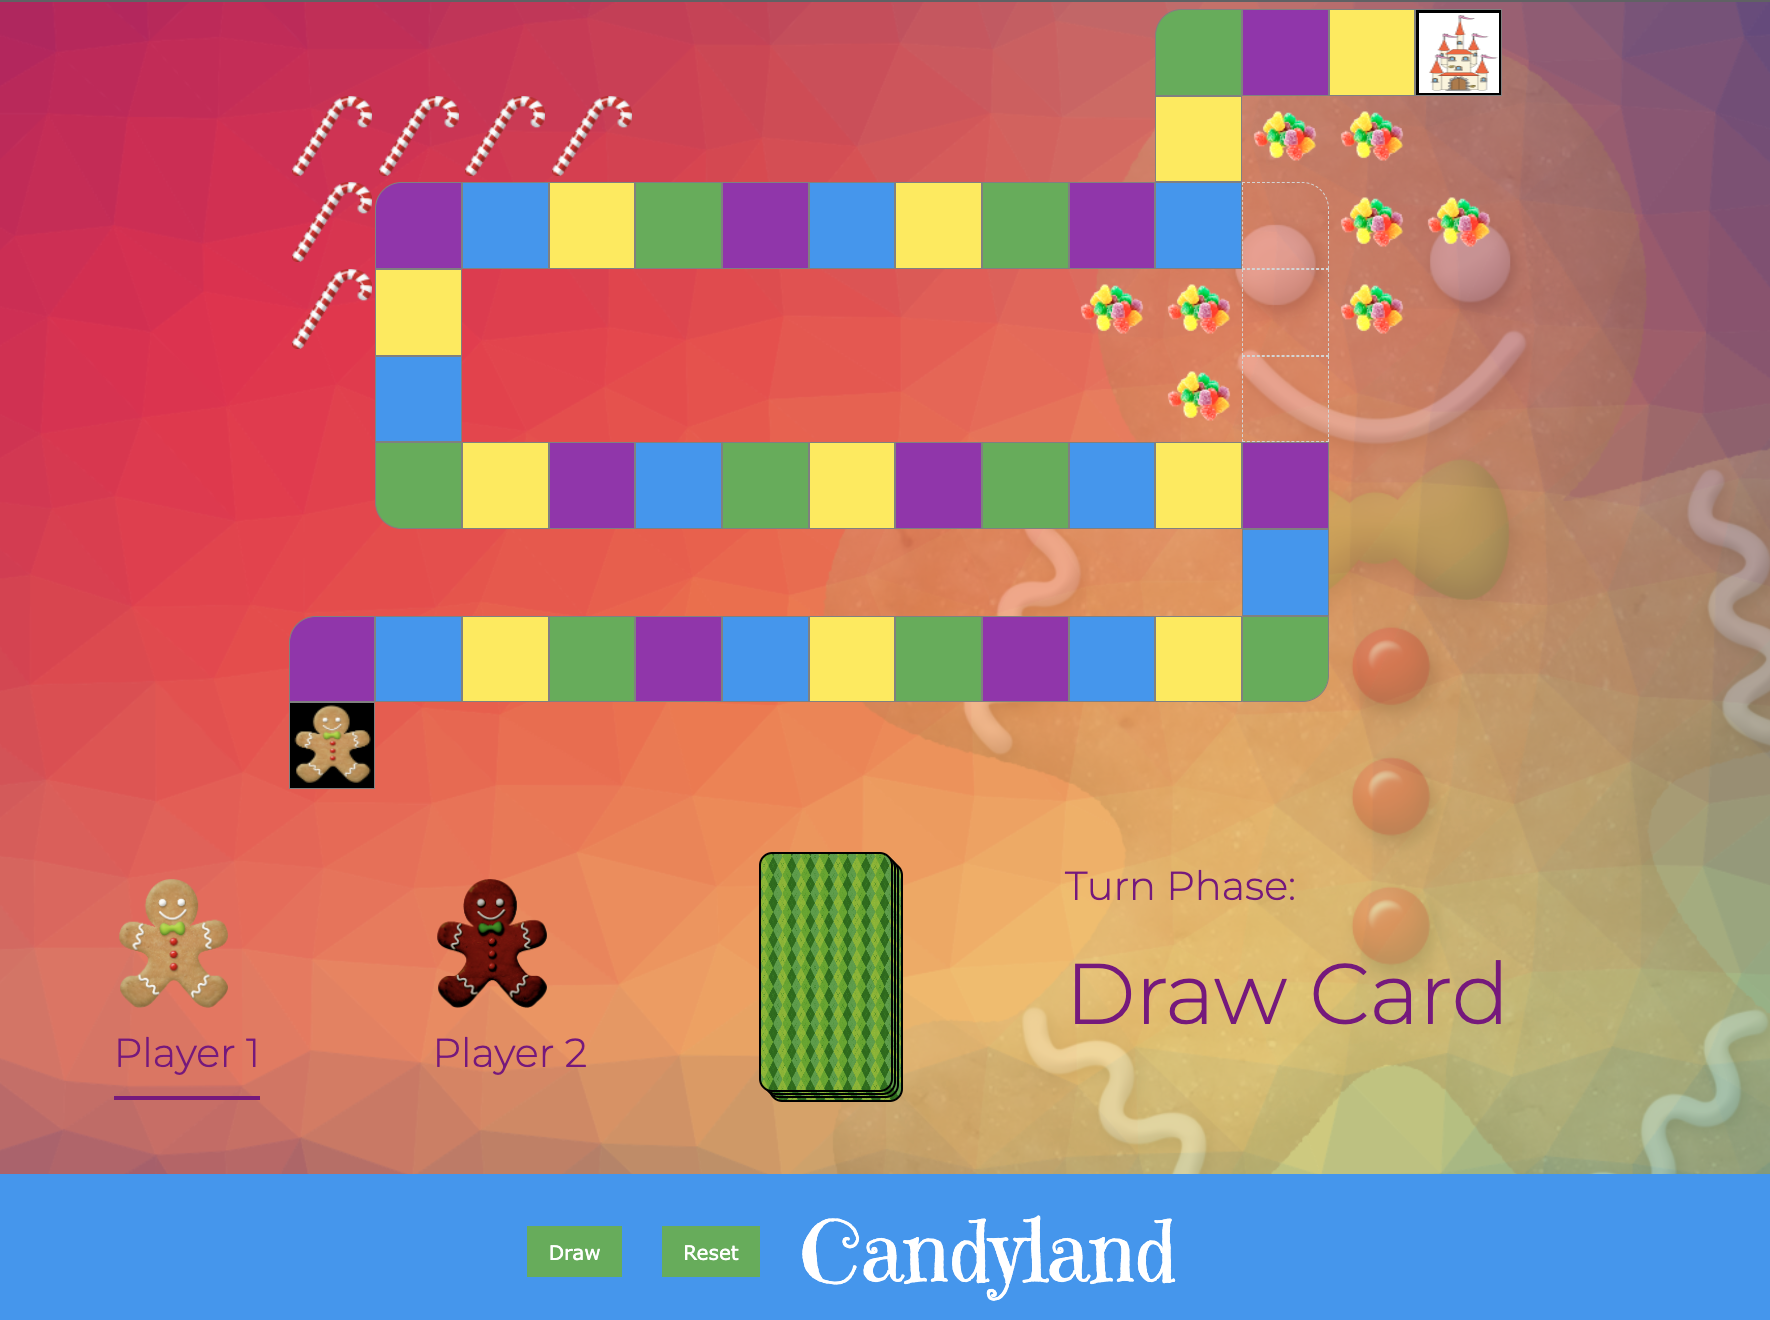 Turn Phase:
Draw Card
Player 1
Player 2
Draw
Reset
Candyland